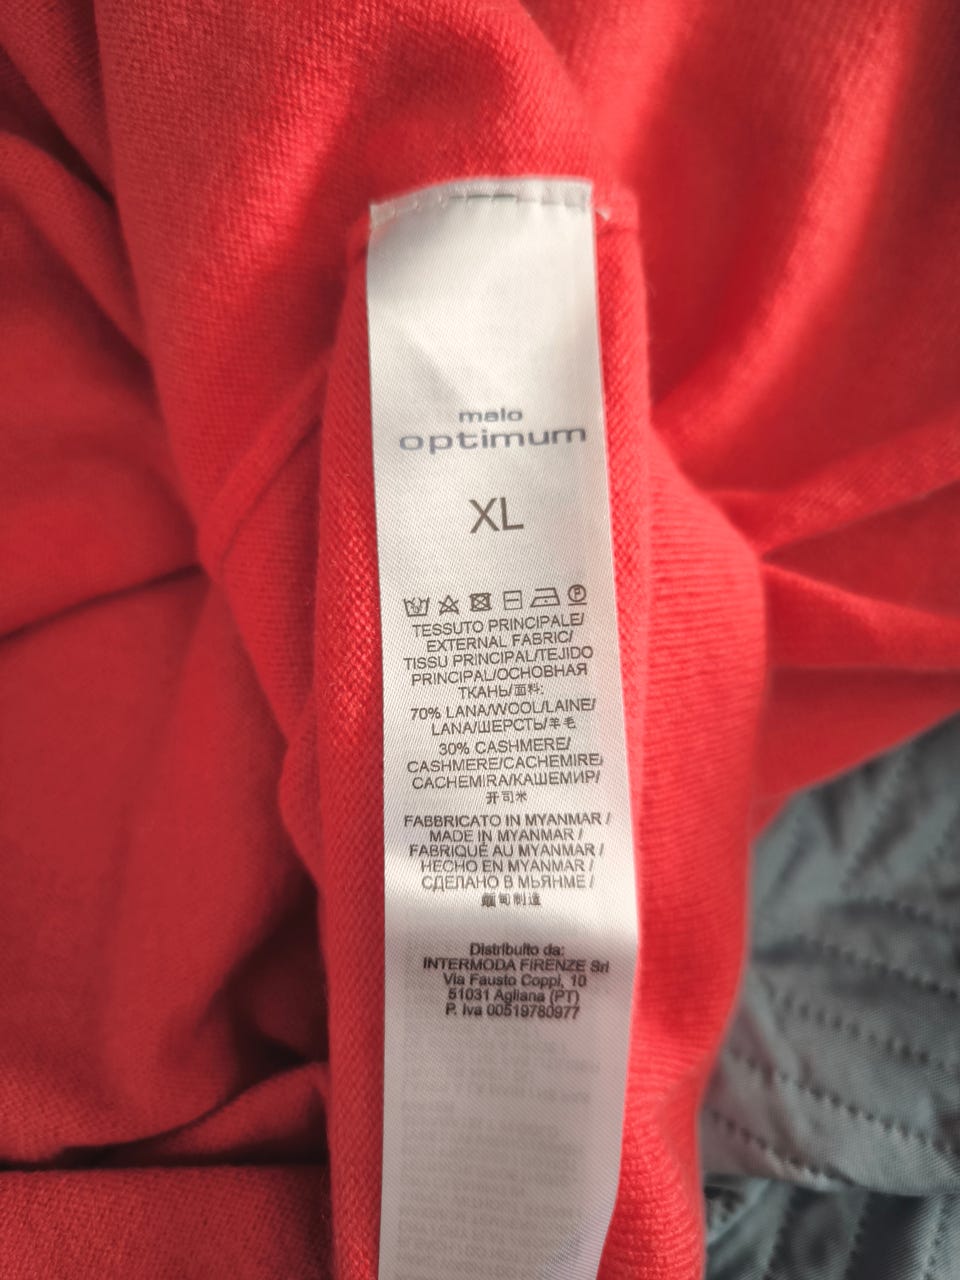 malo
optimum
XL
TESSUTO PRINCIPALE/
EXTERNAL FABRIC/
TISSU PRINCIPAL/TEJIDO
PRINCIPAL/ОСНОВНАЯ
ТКАНЬ/面料:
70% LANA/WOOL/LAINE/
LANA/ШЕРСТЬ/羊毛
30% CASHMERE/
CASHMERE/CACHEMIRE/
CACHEMIRA/КАШЕМИР/
开司米
FABBRICATO IN MYANMAR /
MADE IN MYANMAR /
FABRIQUÉ AU MYANMAR /
HECHO EN MYANMAR /
СДЕЛАНО В МЬЯНМЕ /
緬甸制造
Distribuito da:
INTERMODA FIRENZE Srl
Via Fausto Coppi, 10
51031 Agliana (PT)
P. Iva 00519780977